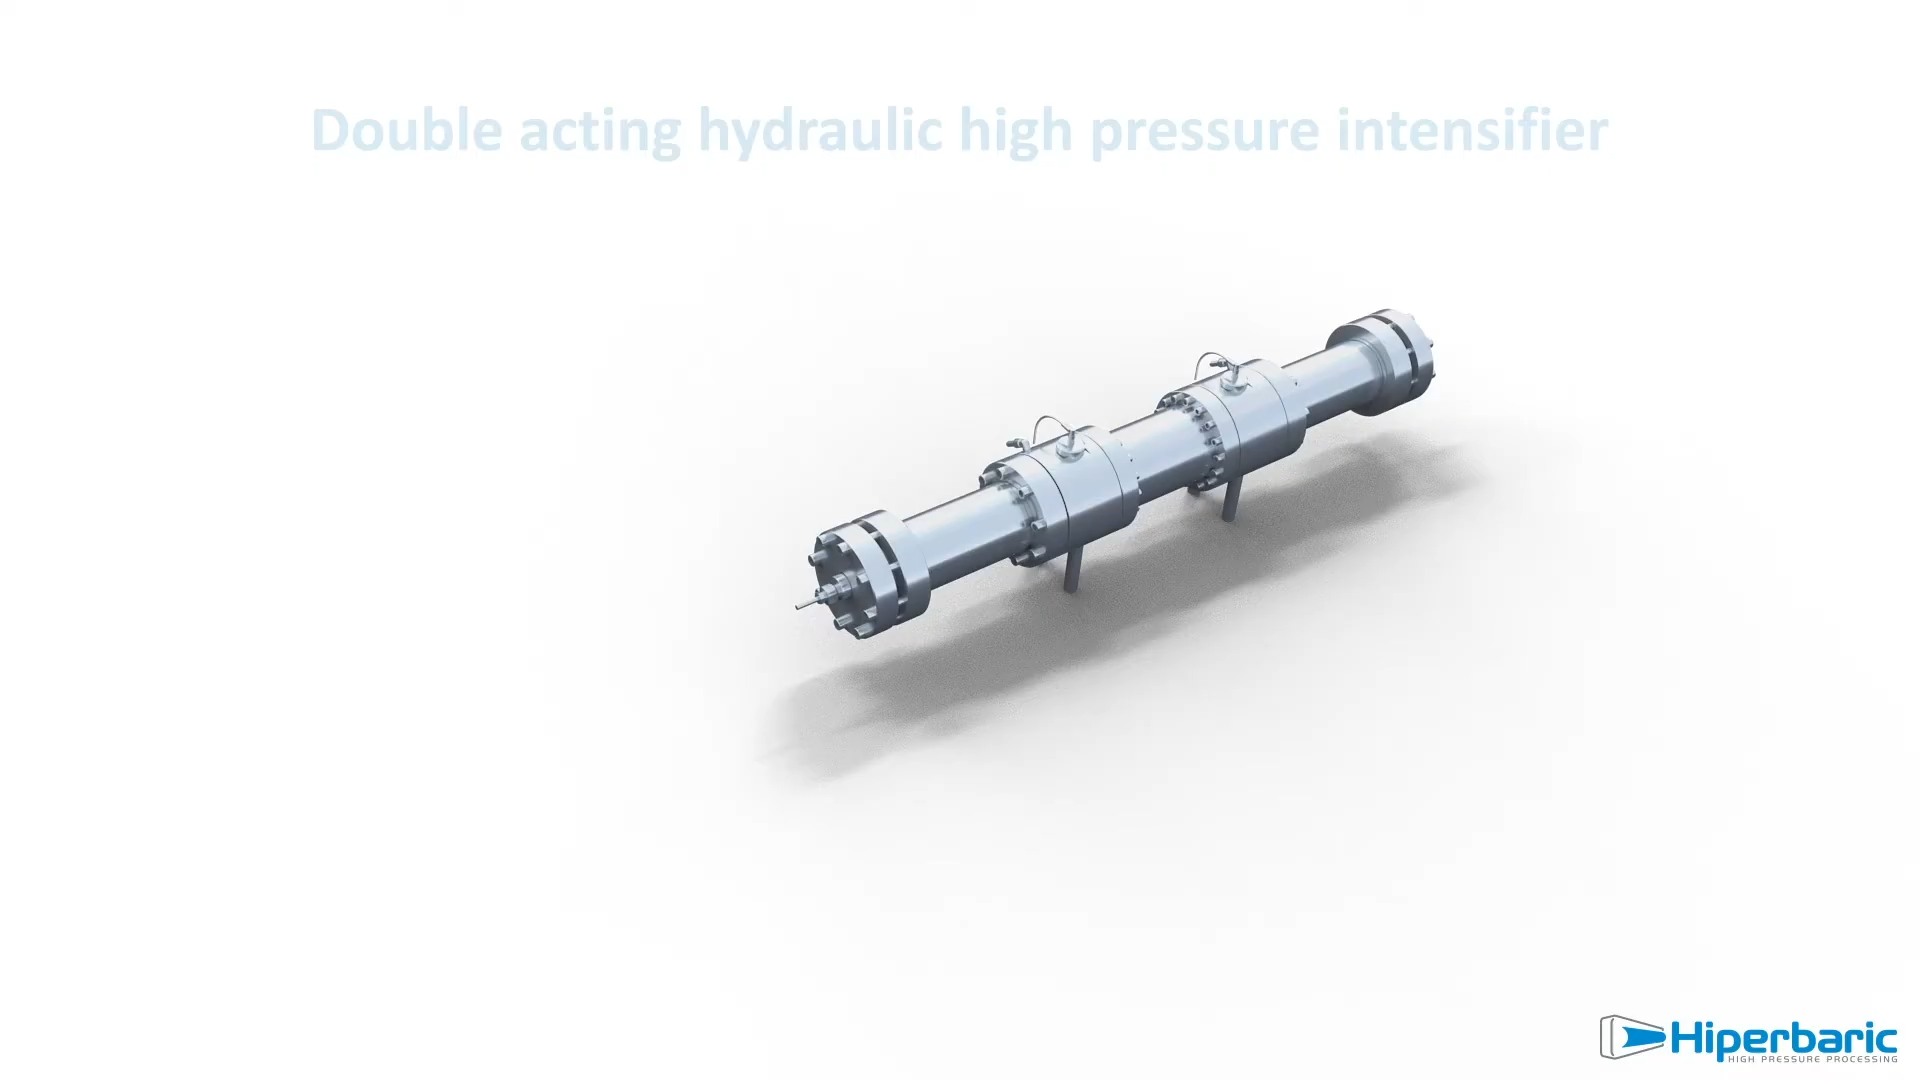 Double acting hydraulic high pressure intensifier
Hiperbaric
HIGH PRESSURE PROCESSING